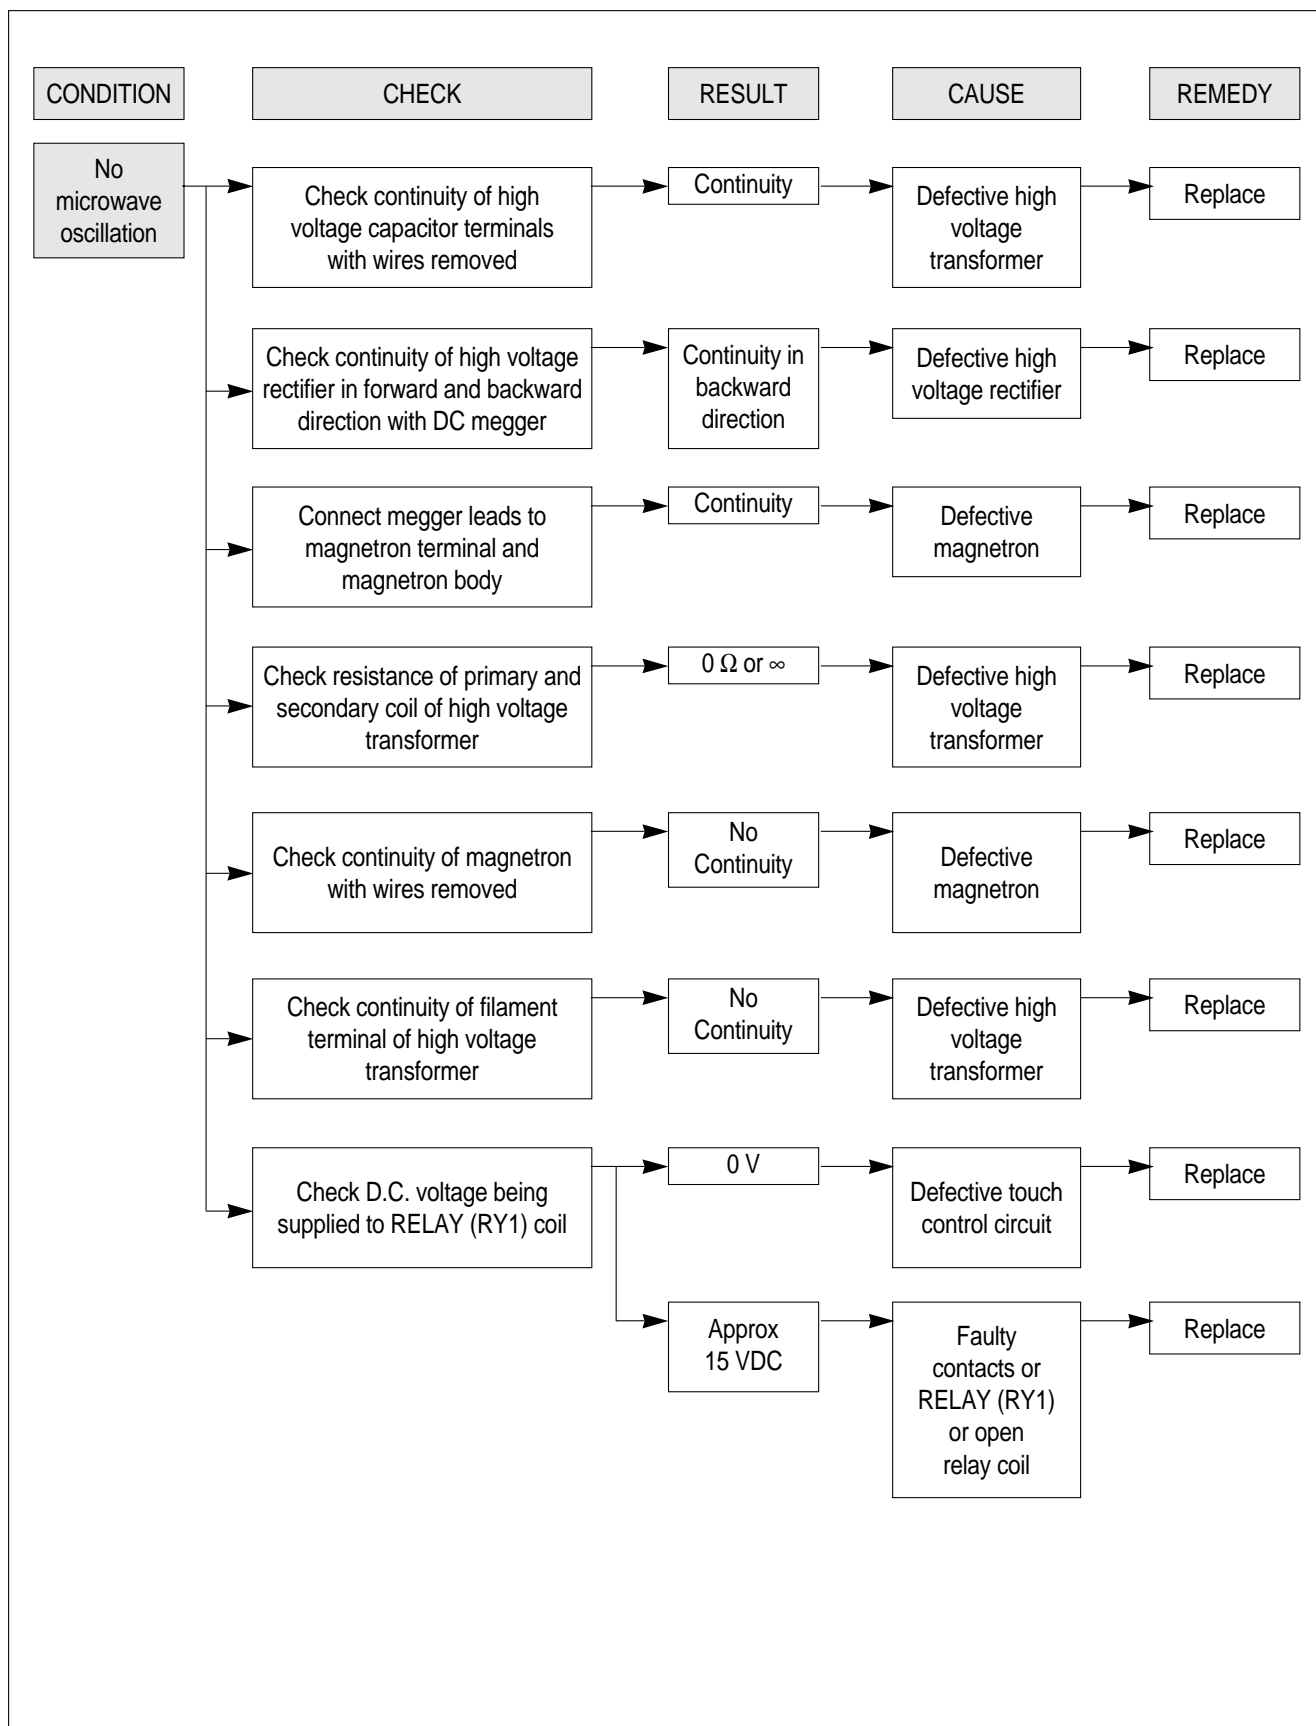 CONDITION
CHECK
RESULT
CAUSE
REMEDY
No
microwave
oscillation
Check continuity of high
voltage capacitor terminals
with wires removed
Continuity
Defective high
voltage
transformer
Replace
Check continuity of high voltage
rectifier in forward and backward
direction with DC megger
Continuity in
backward
direction
Defective high
voltage rectifier
Replace
Connect megger leads to
magnetron terminal and
magnetron body
Continuity
Defective
magnetron
Replace
Check resistance of primary and
secondary coil of high voltage
transformer
0 Ω or ∞
Defective high
voltage
transformer
Replace
Check continuity of magnetron
with wires removed
No
Continuity
Defective
magnetron
Replace
Check continuity of filament
terminal of high voltage
transformer
No
Continuity
Defective high
voltage
transformer
Replace
Check D.C. voltage being
supplied to RELAY (RY1) coil
0 V
Defective touch
control circuit
Replace
Approx
15 VDC
Faulty
contacts or
RELAY (RY1)
or open
relay coil
Replace